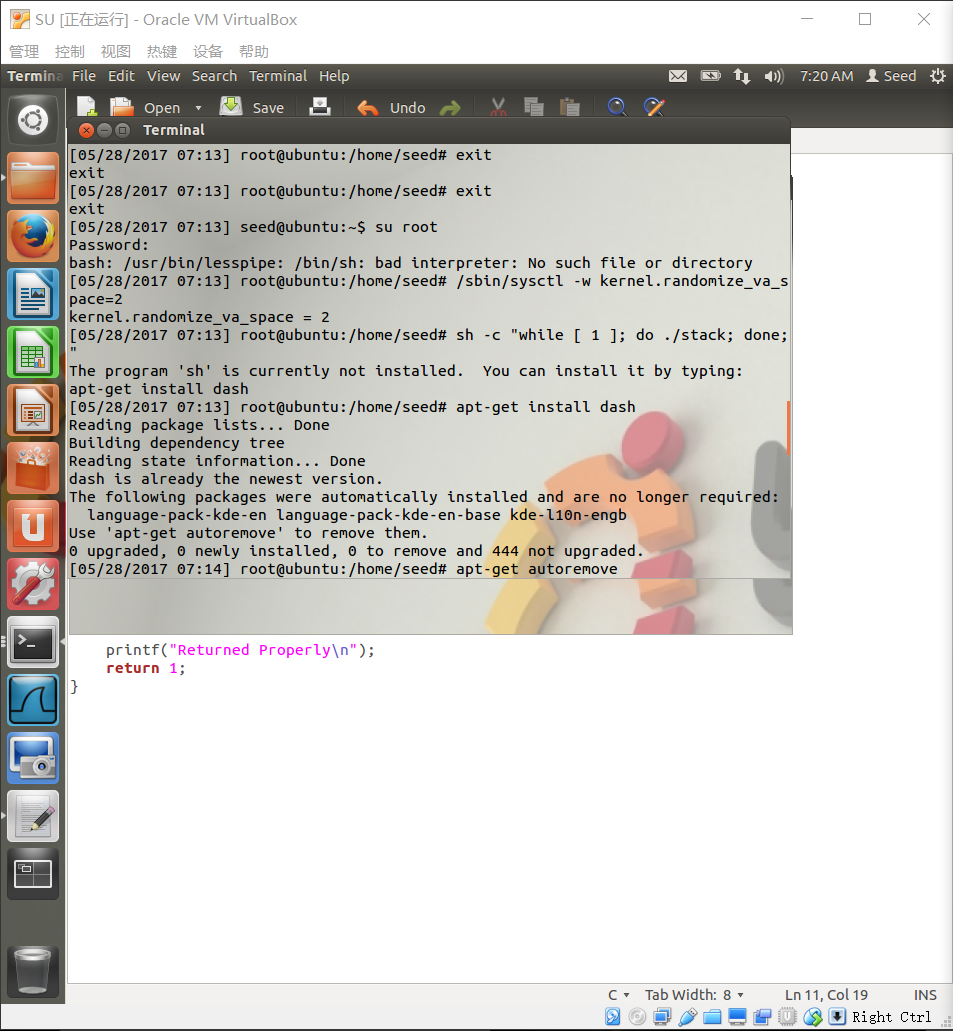 SU [正在运行] - Oracle VM VirtualBox
管理 控制 视图 热键 设备 帮助
Termina File Edit View Search Terminal Help 7:20 AM Seed
Open Save Undo
Terminal
[05/28/2017 07:13] root@ubuntu:/home/seed# exit
exit
[05/28/2017 07:13] root@ubuntu:/home/seed# exit
exit
[05/28/2017 07:13] seed@ubuntu:~$ su root
Password:
bash: /usr/bin/lesspipe: /bin/sh: bad interpreter: No such file or directory
[05/28/2017 07:13] root@ubuntu:/home/seed# /sbin/sysctl -w kernel.randomize_va_s
pace=2
kernel.randomize_va_space = 2
[05/28/2017 07:13] root@ubuntu:/home/seed# sh -c "while [ 1 ]; do ./stack; done;
"
The program 'sh' is currently not installed.  You can install it by typing:
apt-get install dash
[05/28/2017 07:13] root@ubuntu:/home/seed# apt-get install dash
Reading package lists... Done
Building dependency tree
Reading state information... Done
dash is already the newest version.
The following packages were automatically installed and are no longer required:
  language-pack-kde-en language-pack-kde-en-base kde-l10n-engb
Use 'apt-get autoremove' to remove them.
0 upgraded, 0 newly installed, 0 to remove and 444 not upgraded.
[05/28/2017 07:14] root@ubuntu:/home/seed# apt-get autoremove
printf("Returned Properly\n");
return 1;
}
C Tab Width: 8 Ln 11, Col 19 INS
Right Ctrl